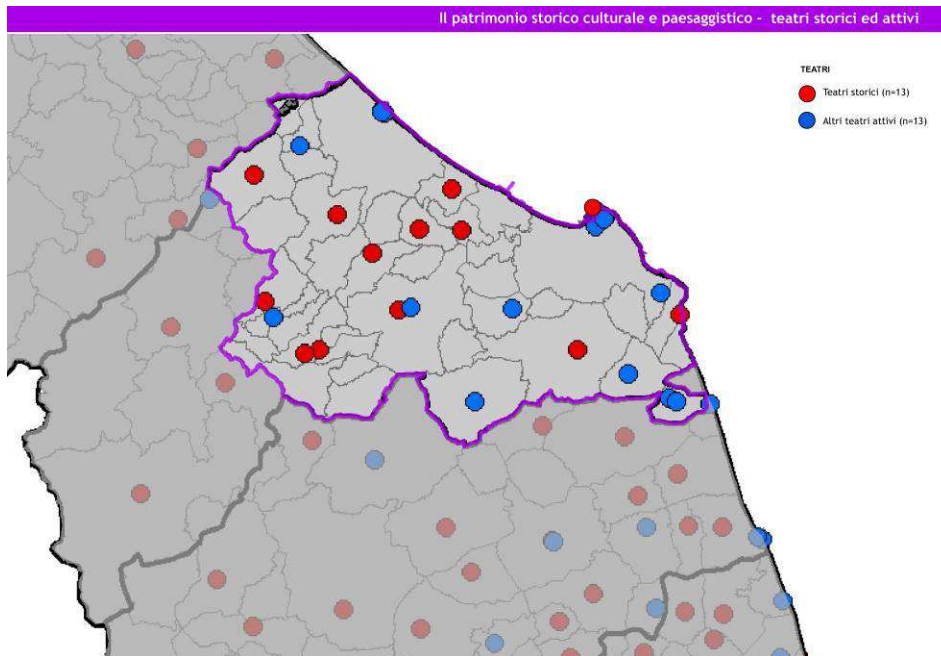 Il patrimonio storico culturale e paesaggistico - teatri storici ed attivi
TEATRI
Teatri storici (n=13)
Altri teatri attivi (n=13)